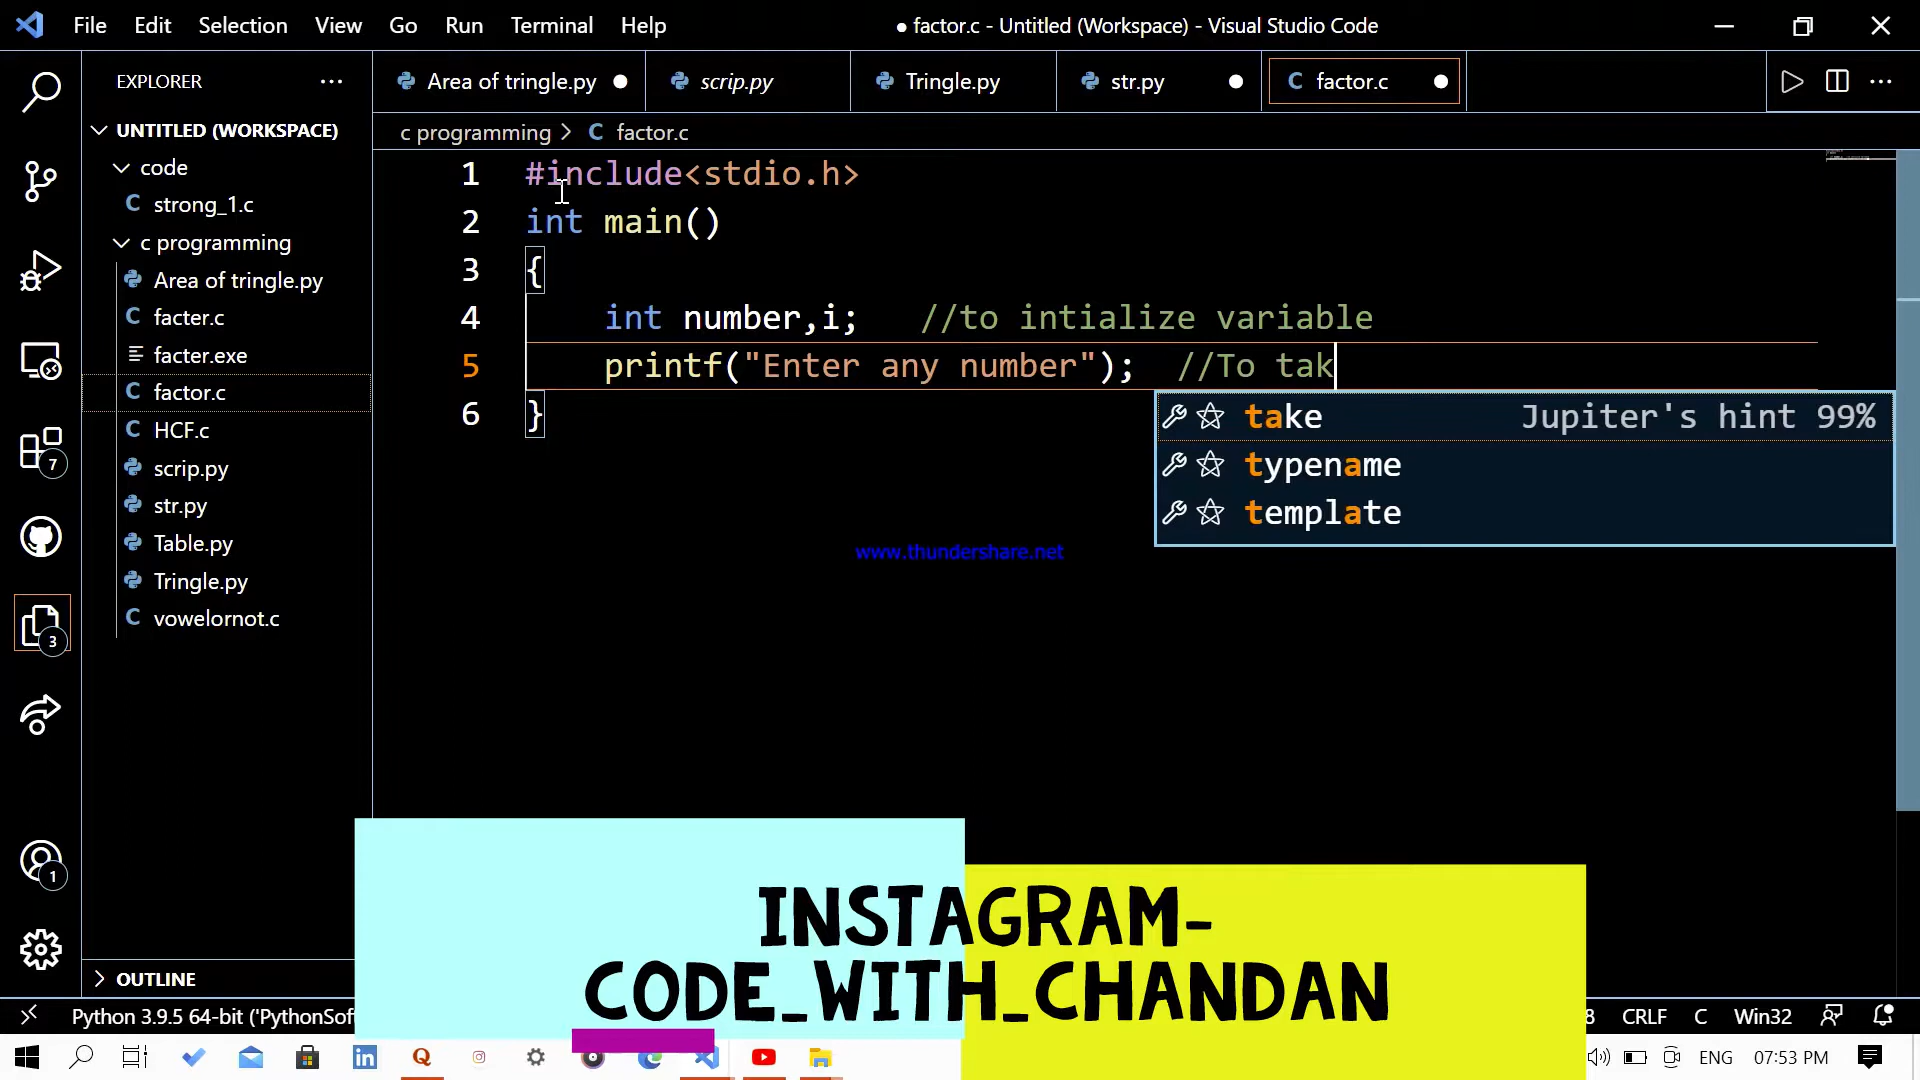 File Edit Selection View Go Run Terminal Help
● factor.c - Untitled (Workspace) - Visual Studio Code
EXPLORER
Area of tringle.py
scrip.py
Tringle.py
str.py
C factor.c
UNTITLED (WORKSPACE)
code
C strong_1.c
c programming
Area of tringle.py
C facter.c
facter.exe
C factor.c
C HCF.c
scrip.py
str.py
Table.py
Tringle.py
C vowelornot.c
OUTLINE
c programming > C factor.c
1 #include<stdio.h>
2 int main()
3 {
4 int number,i; //to intialize variable
5 printf("Enter any number"); //To tak
6 }
take Jupiter's hint 99%
typename
template
www.thundershare.net
7
3
1
INSTAGRAM-
CODE_WITH_CHANDAN
Python 3.9.5 64-bit ('PythonSof
8 CRLF C Win32
ENG 07:53 PM